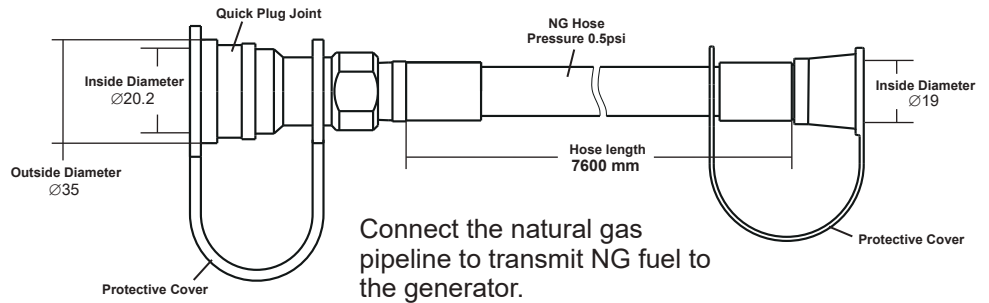 Quick Plug Joint
NG Hose
Pressure 0.5psi
Inside Diameter
∅20.2
Inside Diameter
∅19
Hose length
7600 mm
Outside Diameter
∅35
Connect the natural gas
pipeline to transmit NG fuel to
the generator.
Protective Cover
Protective Cover